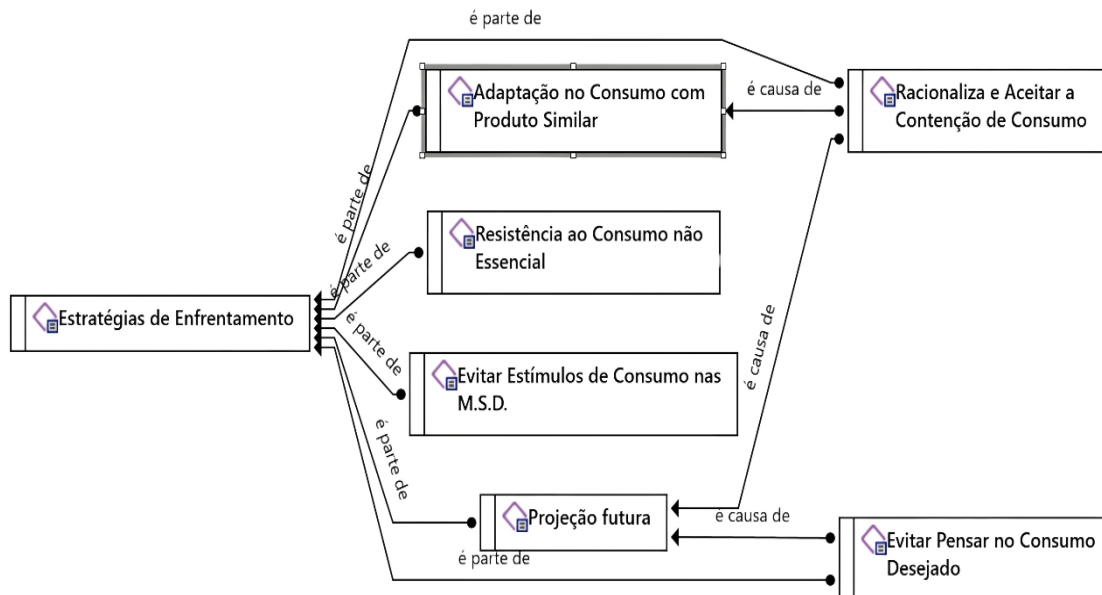 é parte de
Adaptação no Consumo com
Produto Similar
é causa de
Racionaliza e Aceitar a
Contenção de Consumo
é parte de
Resistência ao Consumo não
Essencial
é parte de
Estratégias de Enfrentamento
é parte de
é causa de
Evitar Estímulos de Consumo nas
M.S.D.
é parte de
Projeção futura
é causa de
é parte de
Evitar Pensar no Consumo
Desejado